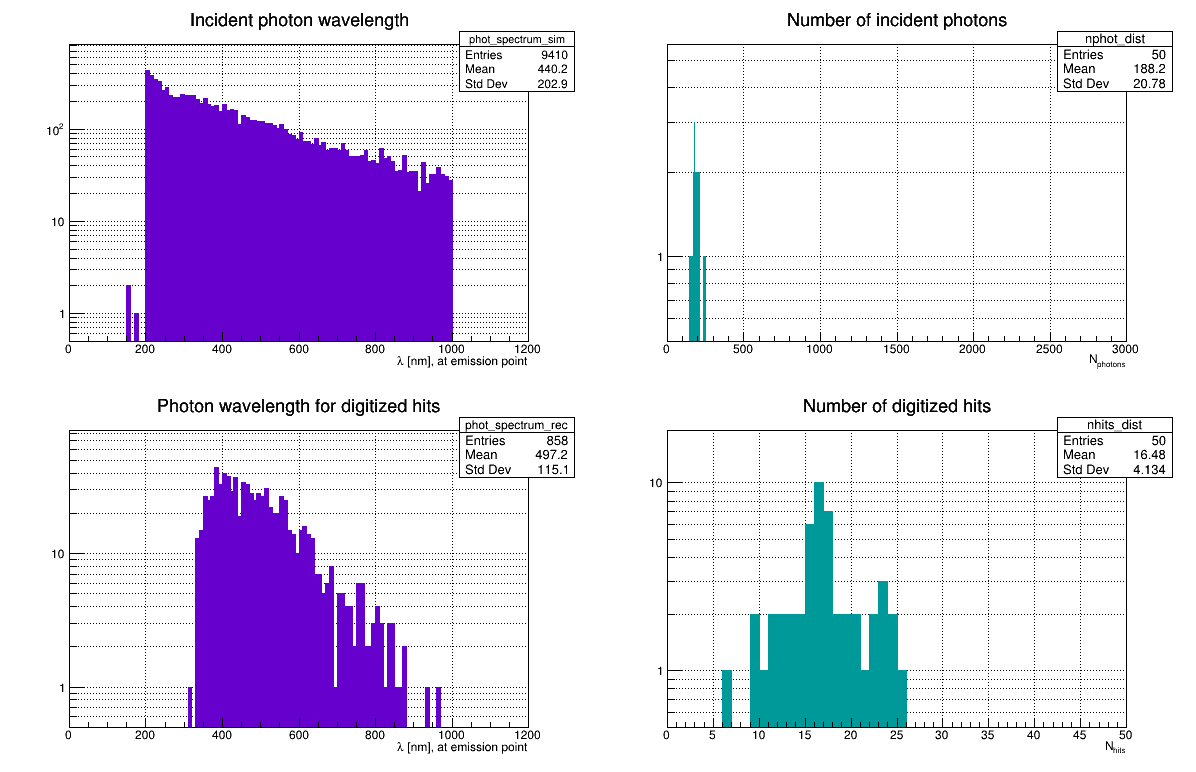 Incident photon wavelength
phot_spectrum_sim
Entries 9410
Mean 440.2
Std Dev 202.9
10²
10
1
0 200 400 600 800 1000 1200
λ [nm], at emission point
Number of incident photons
nphot_dist
Entries 50
Mean 188.2
Std Dev 20.78
1
0 500 1000 1500 2000 2500 3000
Nphotons
Photon wavelength for digitized hits
phot_spectrum_rec
Entries 858
Mean 497.2
Std Dev 115.1
10
1
0 200 400 600 800 1000 1200
λ [nm], at emission point
Number of digitized hits
nhits_dist
Entries 50
Mean 16.48
Std Dev 4.134
10
1
0 5 10 15 20 25 30 35 40 45 50
Nhits